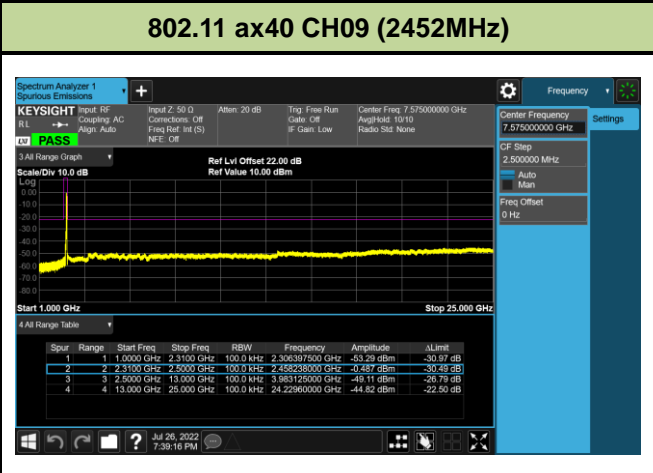 802.11 ax40 CH09 (2452MHz)
Spectrum Analyzer 1
Spurious Emissions
Frequency
KEYSIGHT
RL
PASS
Input: RF
Coupling: AC
Align: Auto
Input Z: 50 Ω
Corrections: Off
Freq Ref: Int (S)
NFE: Off
Atten: 20 dB
Trig: Free Run
Gate: Off
IF Gain: Low
Center Freq: 7.575000000 GHz
Avg|Hold: 10/10
Radio Std: None
Center Frequency
7.575000000 GHz
Settings
CF Step
2.500000 MHz
Auto
Man
Freq Offset
0 Hz
3 All Range Graph
Ref Lvl Offset 22.00 dB
Scale/Div 10.0 dB
Ref Value 10.00 dBm
Log
0.00
-10.0
-20.0
-30.0
-40.0
-50.0
-60.0
-70.0
-80.0
Start 1.000 GHz
Stop 25.000 GHz
4 All Range Table
Spur Range Start Freq Stop Freq RBW Frequency Amplitude ΔLimit
1 1 1.0000 GHz 2.3100 GHz 100.0 kHz 2.306397500 GHz -53.29 dBm -30.97 dB
2 2 2.3100 GHz 2.5000 GHz 100.0 kHz 2.458238000 GHz -0.487 dBm -30.49 dB
3 3 2.5000 GHz 13.000 GHz 100.0 kHz 3.983125000 GHz -49.11 dBm -26.79 dB
4 4 13.000 GHz 25.000 GHz 100.0 kHz 24.22960000 GHz -44.82 dBm -22.50 dB
Jul 26, 2022
7:39:16 PM